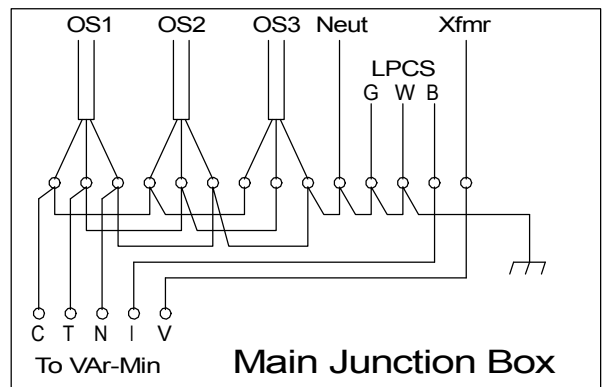 OS1 OS2 OS3 Neut Xfmr
LPCS
G W B
C T N I V
To VAr-Min
Main Junction Box